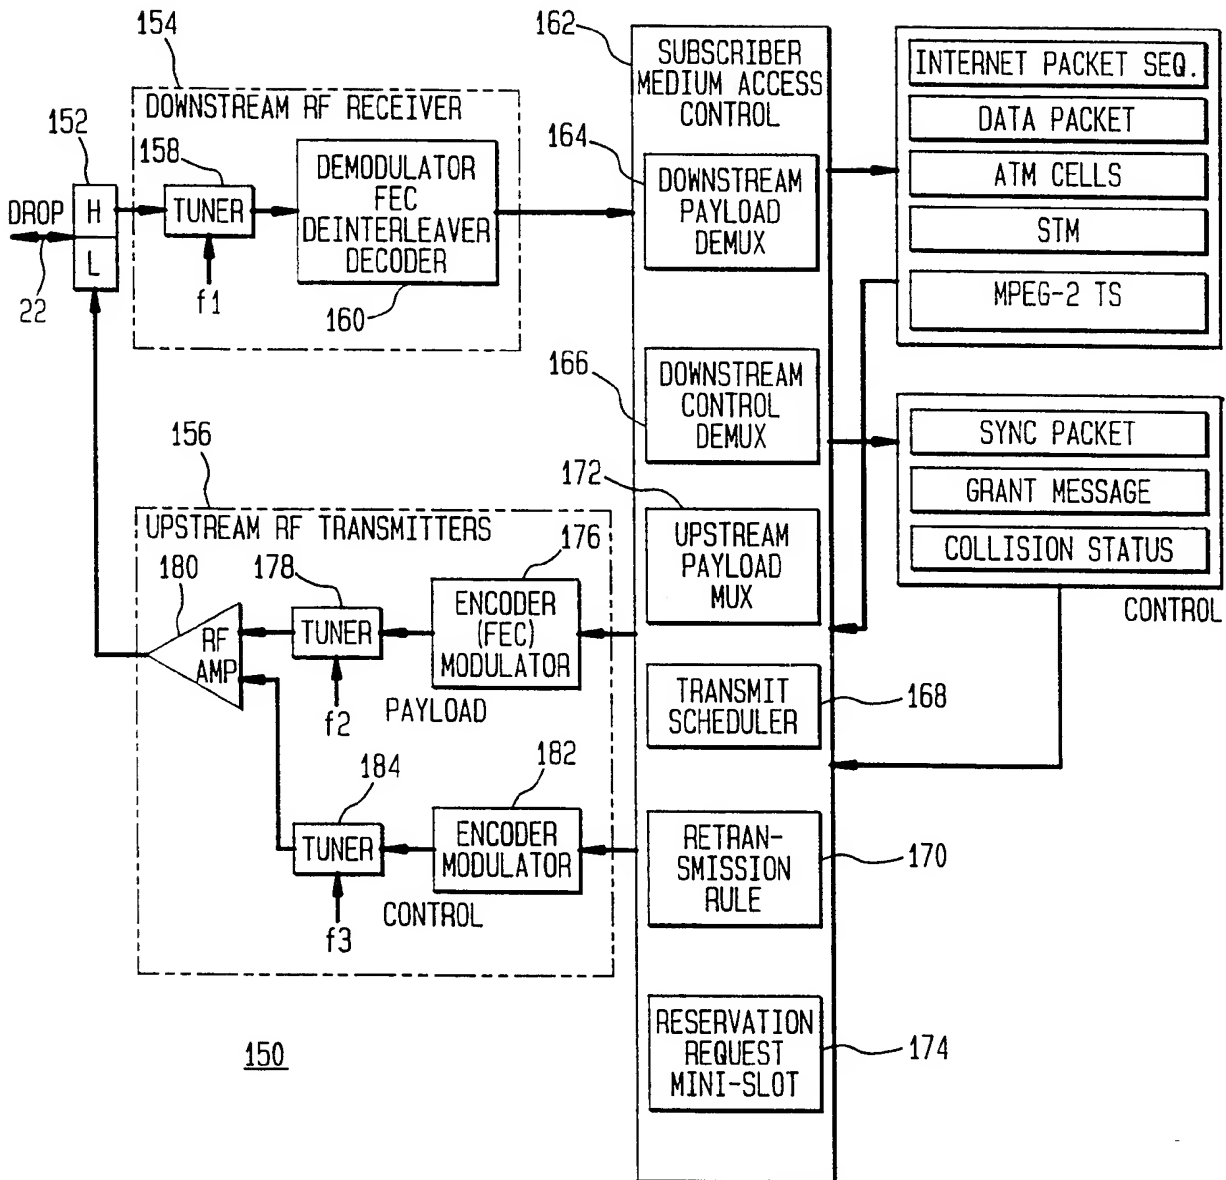 154
162
SUBSCRIBER
MEDIUM ACCESS
CONTROL
INTERNET PACKET SEQ.
DATA PACKET
ATM CELLS
STM
MPEG-2 TS
DOWNSTREAM RF RECEIVER
152
158
164
DROP
H
L
22
TUNER
f1
DEMODULATOR
FEC
DEINTERLEAVER
DECODER
160
DOWNSTREAM
PAYLOAD
DEMUX
166
DOWNSTREAM
CONTROL
DEMUX
SYNC PACKET
GRANT MESSAGE
COLLISION STATUS
CONTROL
156
172
UPSTREAM RF TRANSMITTERS
180
178
176
RF
AMP
TUNER
ENCODER
(FEC)
MODULATOR
f2
PAYLOAD
UPSTREAM
PAYLOAD
MUX
TRANSMIT
SCHEDULER
168
184
182
TUNER
ENCODER
MODULATOR
f3
CONTROL
RETRAN-
SMISSION
RULE
170
RESERVATION
REQUEST
MINI-SLOT
174
150